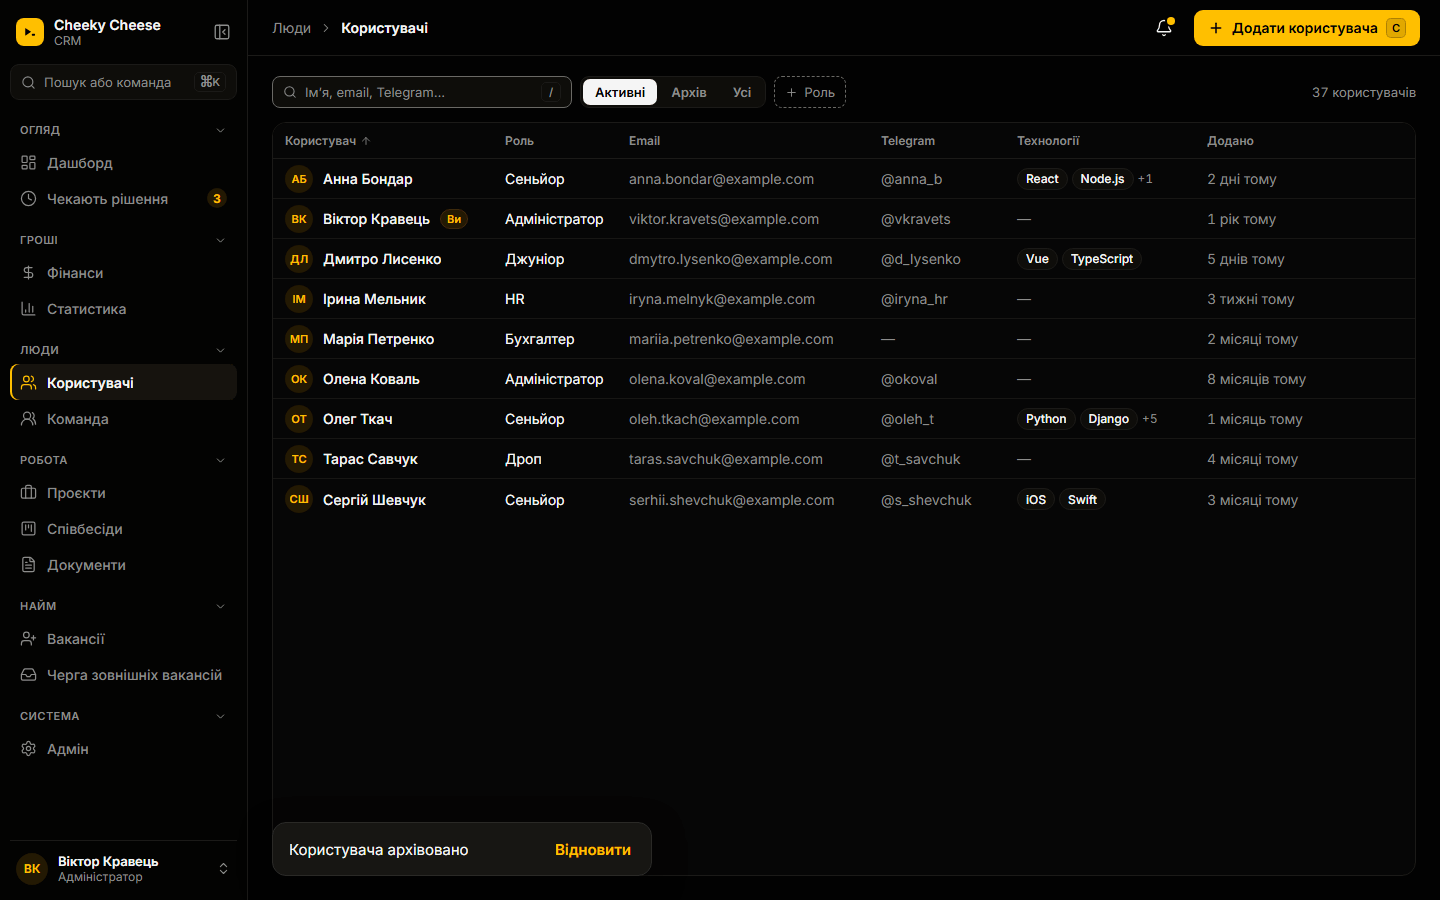 Cheeky Cheese
CRM
Пошук або команда ⌘K
ОГЛЯД
Дашборд
Чекають рішення 3
ГРОШІ
Фінанси
Статистика
ЛЮДИ
Користувачі
Команда
РОБОТА
Проєкти
Співбесіди
Документи
НАЙМ
Вакансії
Черга зовнішніх вакансій
СИСТЕМА
Адмін
ВК Віктор Кравець
Адміністратор
Люди > Користувачі
+ Додати користувача C
Ім'я, email, Telegram... /
Активні Архів Усі + Роль 37 користувачів
Користувач ↑ Роль Email Telegram Технології Додано
АБ Анна Бондар Сеньйор anna.bondar@example.com @anna_b React Node.js +1 2 дні тому
ВК Віктор Кравець Ви Адміністратор viktor.kravets@example.com @vkravets — 1 рік тому
ДЛ Дмитро Лисенко Джуніор dmytro.lysenko@example.com @d_lysenko Vue TypeScript 5 днів тому
ІМ Ірина Мельник HR iryna.melnyk@example.com @iryna_hr — 3 тижні тому
МП Марія Петренко Бухгалтер mariia.petrenko@example.com — — 2 місяці тому
ОК Олена Коваль Адміністратор olena.koval@example.com @okoval — 8 місяців тому
ОТ Олег Ткач Сеньйор oleh.tkach@example.com @oleh_t Python Django +5 1 місяць тому
ТС Тарас Савчук Дроп taras.savchuk@example.com @t_savchuk — 4 місяці тому
СШ Сергій Шевчук Сеньйор serhii.shevchuk@example.com @s_shevchuk iOS Swift 3 місяці тому
Користувача архівовано Відновити